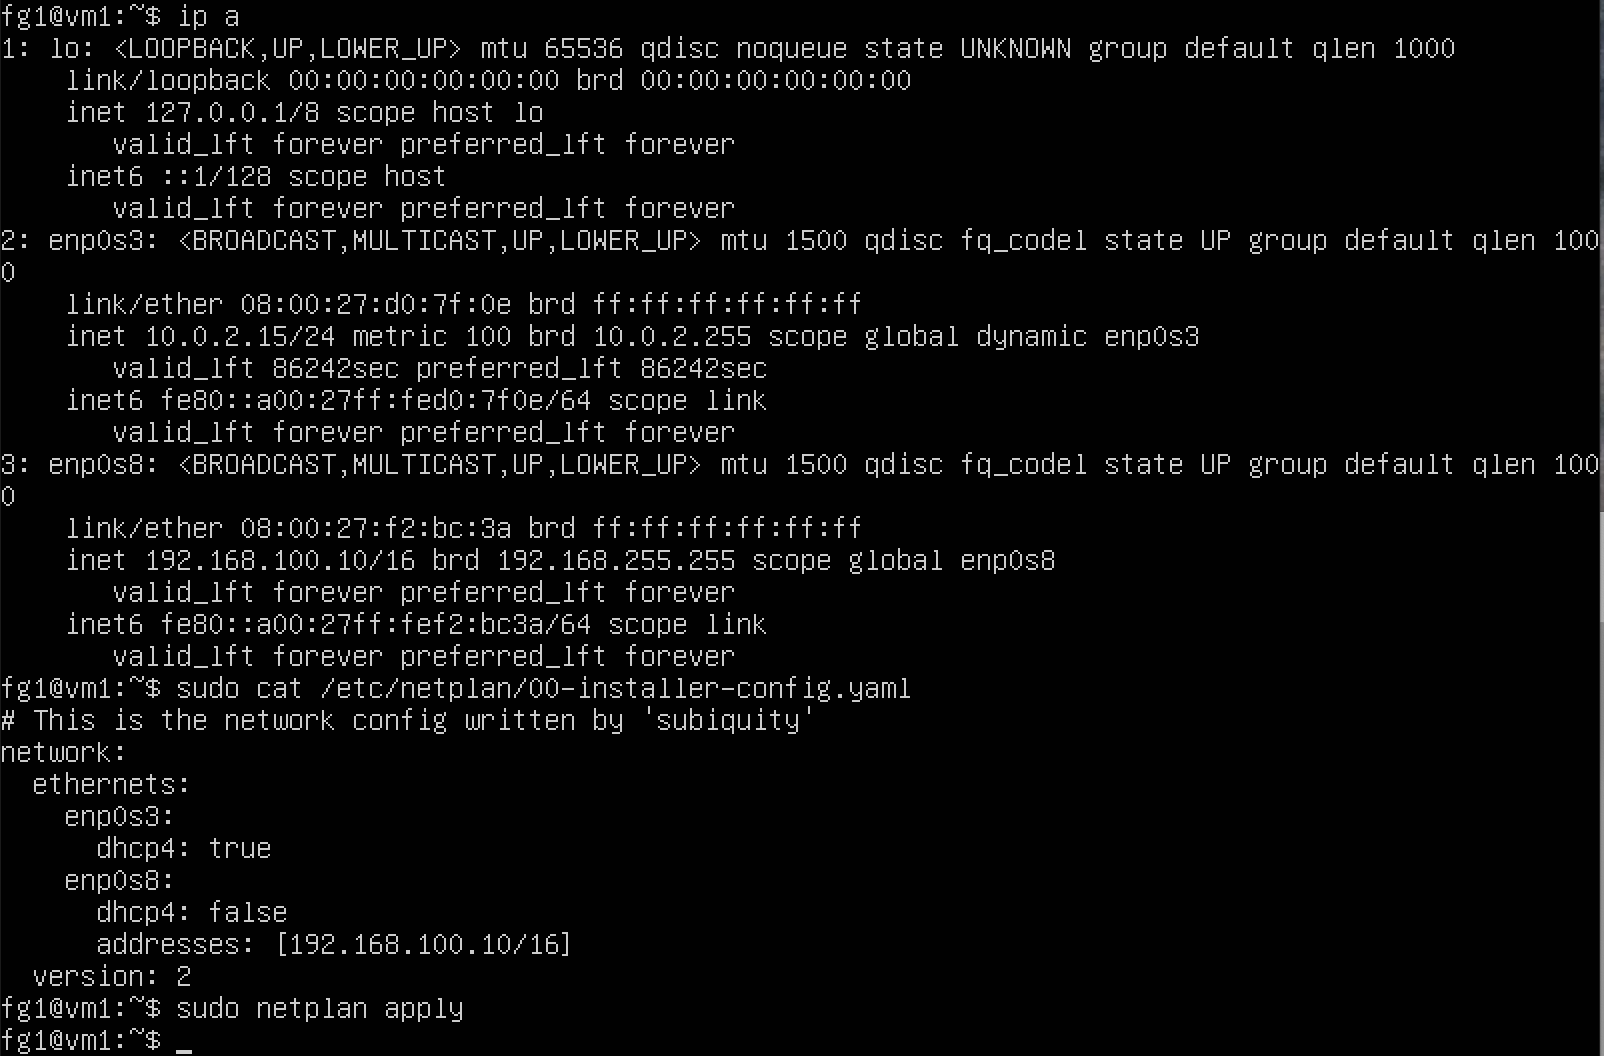 fg1@vm1:~$ ip a
1: lo: <LOOPBACK,UP,LOWER_UP> mtu 65536 qdisc noqueue state UNKNOWN group default qlen 1000
    link/loopback 00:00:00:00:00:00 brd 00:00:00:00:00:00
    inet 127.0.0.1/8 scope host lo
       valid_lft forever preferred_lft forever
    inet6 ::1/128 scope host
       valid_lft forever preferred_lft forever
2: enp0s3: <BROADCAST,MULTICAST,UP,LOWER_UP> mtu 1500 qdisc fq_codel state UP group default qlen 100
0
    link/ether 08:00:27:d0:7f:0e brd ff:ff:ff:ff:ff:ff
    inet 10.0.2.15/24 metric 100 brd 10.0.2.255 scope global dynamic enp0s3
       valid_lft 86242sec preferred_lft 86242sec
    inet6 fe80::a00:27ff:fed0:7f0e/64 scope link
       valid_lft forever preferred_lft forever
3: enp0s8: <BROADCAST,MULTICAST,UP,LOWER_UP> mtu 1500 qdisc fq_codel state UP group default qlen 100
0
    link/ether 08:00:27:f2:bc:3a brd ff:ff:ff:ff:ff:ff
    inet 192.168.100.10/16 brd 192.168.255.255 scope global enp0s8
       valid_lft forever preferred_lft forever
    inet6 fe80::a00:27ff:fef2:bc3a/64 scope link
       valid_lft forever preferred_lft forever
fg1@vm1:~$ sudo cat /etc/netplan/00-installer-config.yaml
# This is the network config written by 'subiquity'
network:
  ethernets:
    enp0s3:
      dhcp4: true
    enp0s8:
      dhcp4: false
      addresses: [192.168.100.10/16]
  version: 2
fg1@vm1:~$ sudo netplan apply
fg1@vm1:~$ _